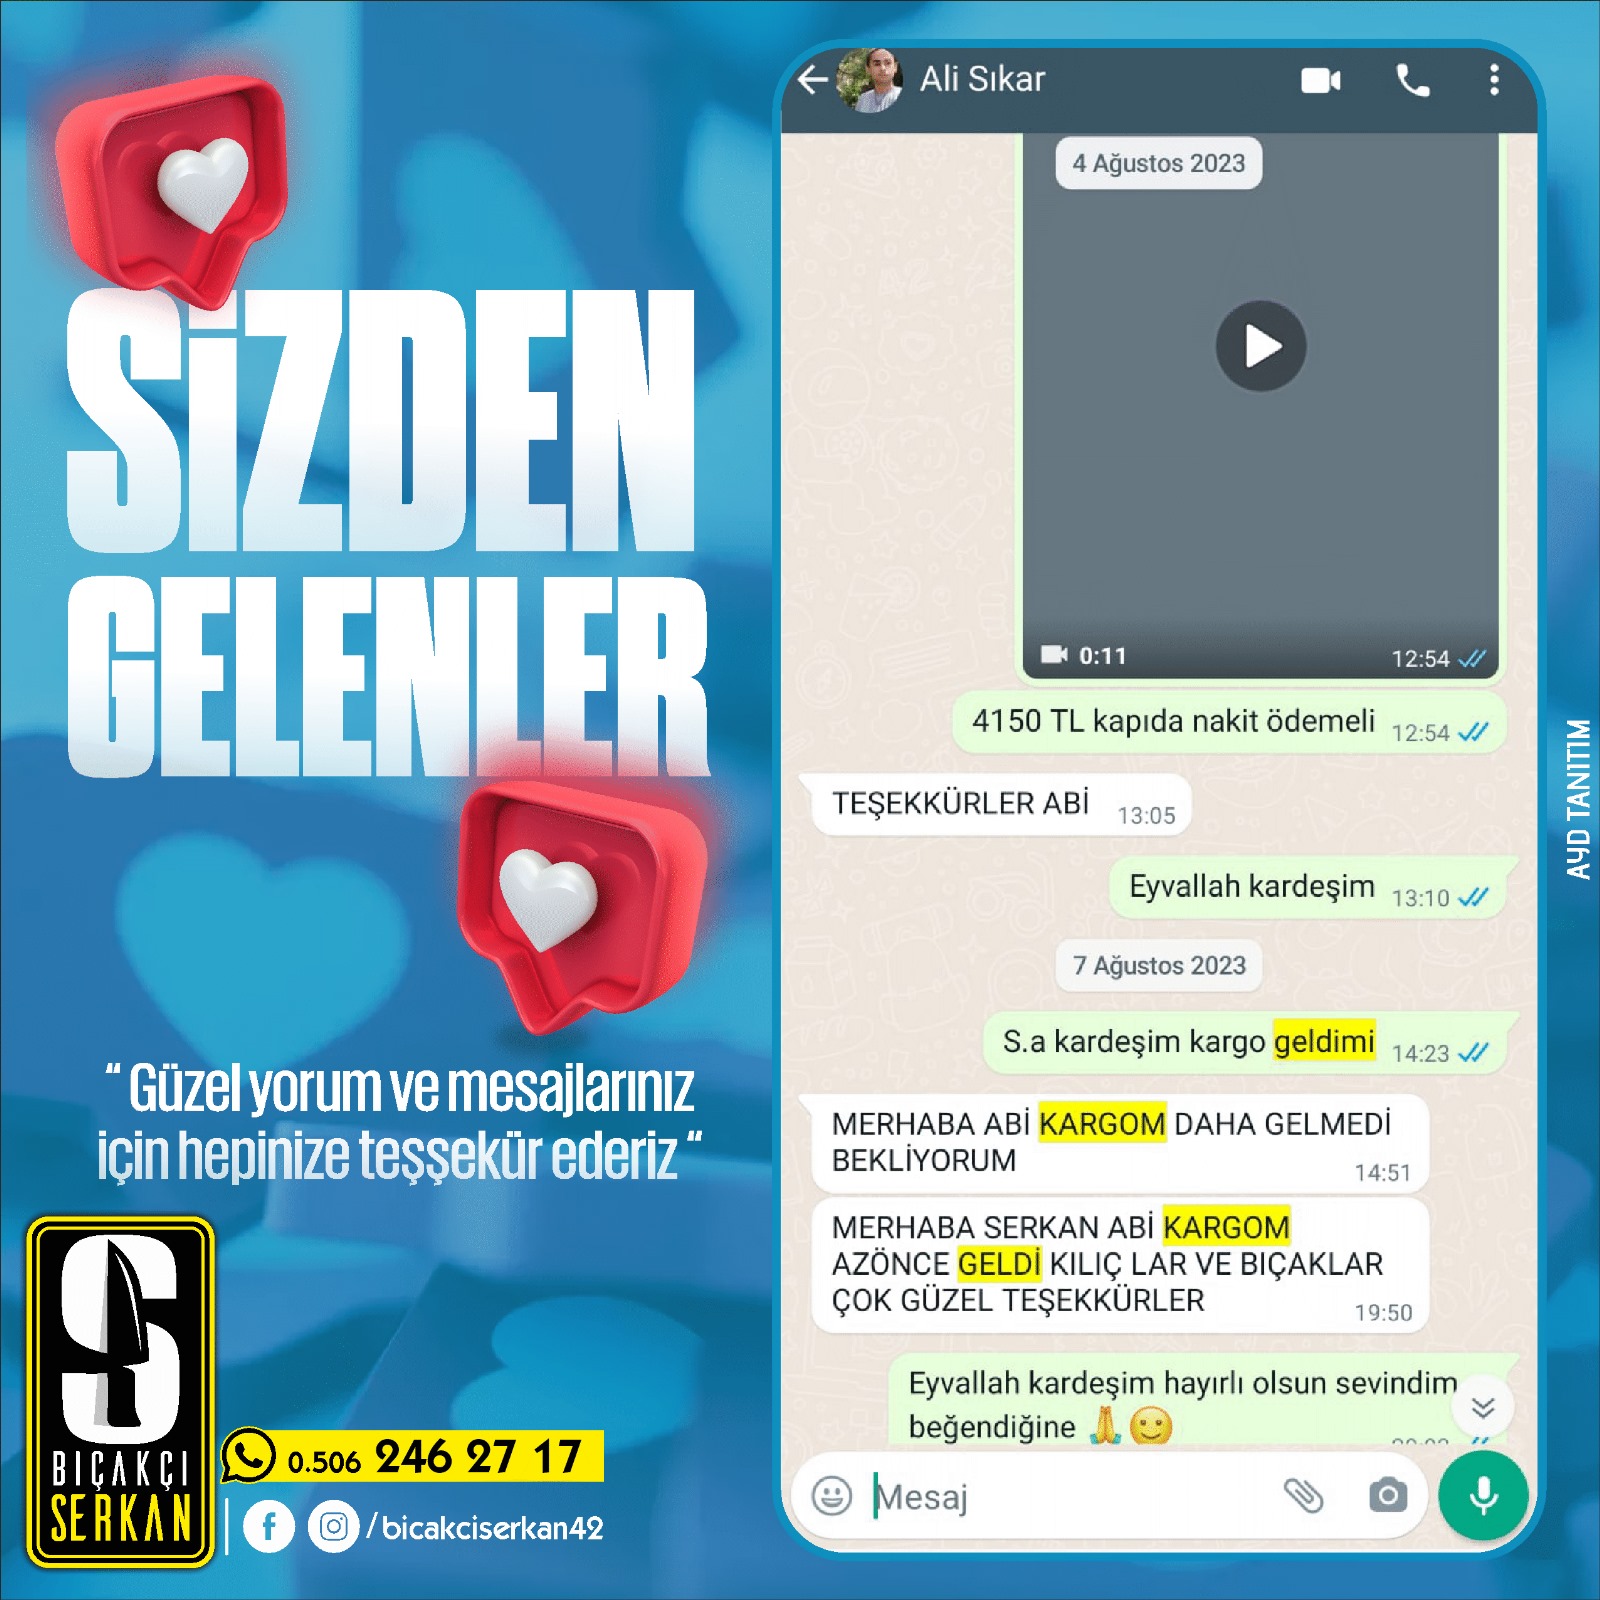 SİZDEN
GELENLER
“ Güzel yorum ve mesajlarınız
için hepinize teşşekür ederiz “
S
BIÇAKÇI
SERKAN
0.506 246 27 17
/bicakciserkan42
Ali Sıkar
4 Ağustos 2023
0:11 12:54
4150 TL kapıda nakit ödemeli 12:54
TEŞEKKÜRLER ABİ 13:05
Eyvallah kardeşim 13:10
7 Ağustos 2023
S.a kardeşim kargo geldimi 14:23
MERHABA ABİ KARGOM DAHA GELMEDİ
BEKLİYORUM 14:51
MERHABA SERKAN ABİ KARGOM
AZÖNCE GELDİ KILIÇ LAR VE BIÇAKLAR
ÇOK GÜZEL TEŞEKKÜRLER 19:50
Eyvallah kardeşim hayırlı olsun sevindim
beğendiğine 🙏🙂
Mesaj
AYD TANITIM